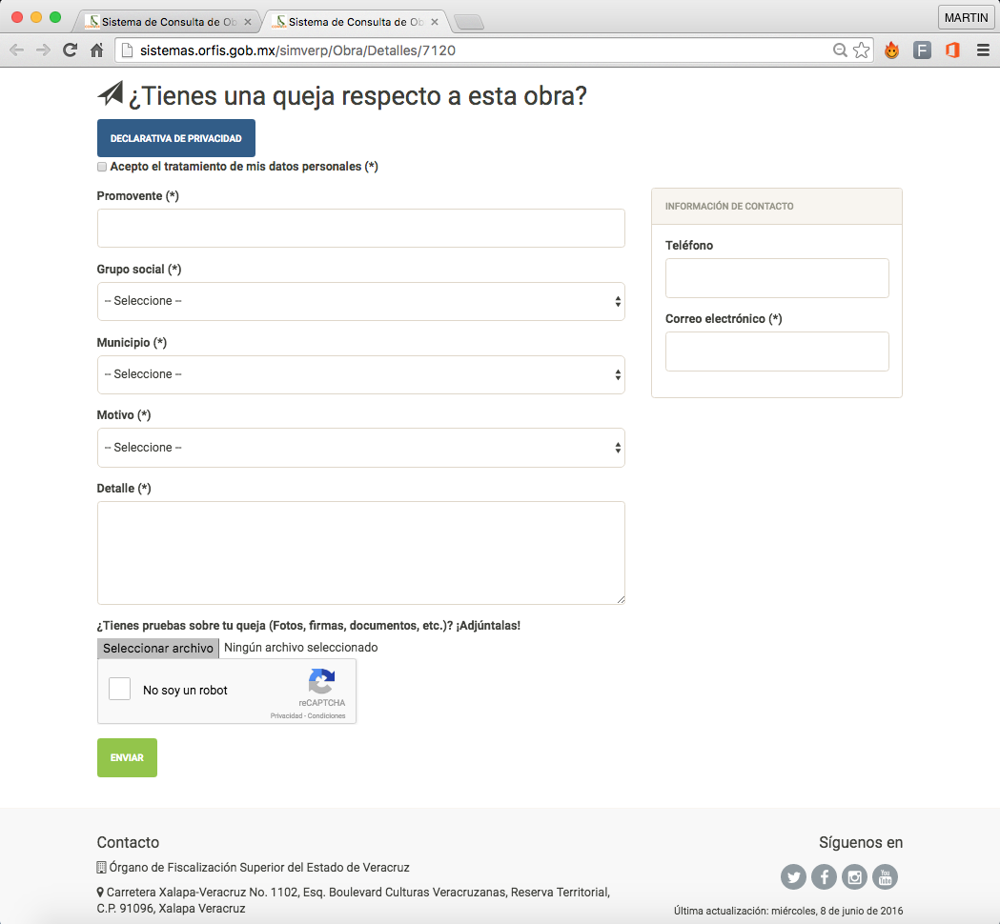 Sistema de Consulta de Ob
Sistema de Consulta de Ob
MARTIN
sistemas.orfis.gob.mx/simverp/Obra/Detalles/7120
F
¿Tienes una queja respecto a esta obra?
DECLARATIVA DE PRIVACIDAD
Acepto el tratamiento de mis datos personales (*)
Promovente (*)
Grupo social (*)
-- Seleccione --
Municipio (*)
-- Seleccione --
Motivo (*)
-- Seleccione --
Detalle (*)
INFORMACIÓN DE CONTACTO
Teléfono
Correo electrónico (*)
¿Tienes pruebas sobre tu queja (Fotos, firmas, documentos, etc.)? ¡Adjúntalas!
Seleccionar archivo Ningún archivo seleccionado
No soy un robot
reCAPTCHA
Privacidad - Condiciones
ENVIAR
Contacto
Órgano de Fiscalización Superior del Estado de Veracruz
Carretera Xalapa-Veracruz No. 1102, Esq. Boulevard Culturas Veracruzanas, Reserva Territorial,
C.P. 91096, Xalapa Veracruz
Síguenos en
You
Tube
Última actualización: miércoles, 8 de junio de 2016